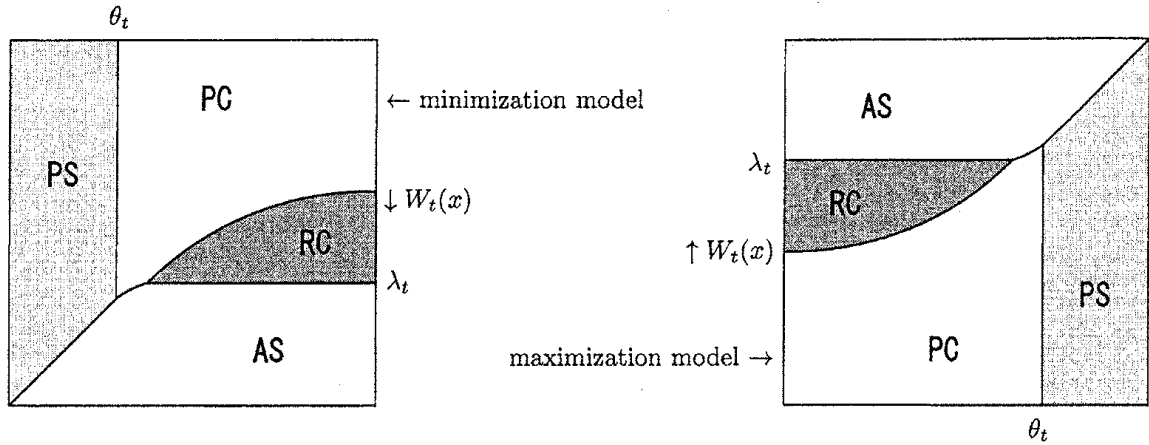 θ_t
PC
← minimization model
PS
↓ W_t(x)
RC
λ_t
AS
AS
λ_t
RC
↑ W_t(x)
PS
PC
maximization model →
θ_t